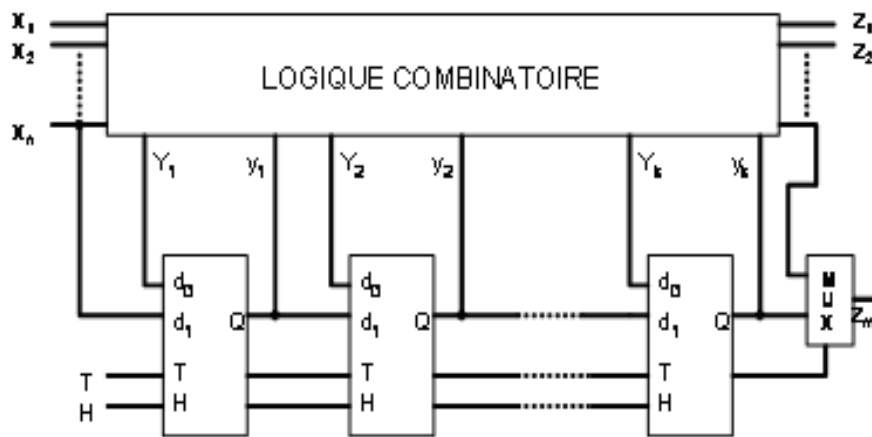 X₁ Z₁
X₂ Z₂
LOGIQUE COMBINATOIRE
Xₙ
Y₁ y₁ Y₂ y₂ Yₖ yₖ
d₀ d₀ d₀ MUX
d₁ Q d₁ Q d₁ Q Zₘ
T T T T
H H H H